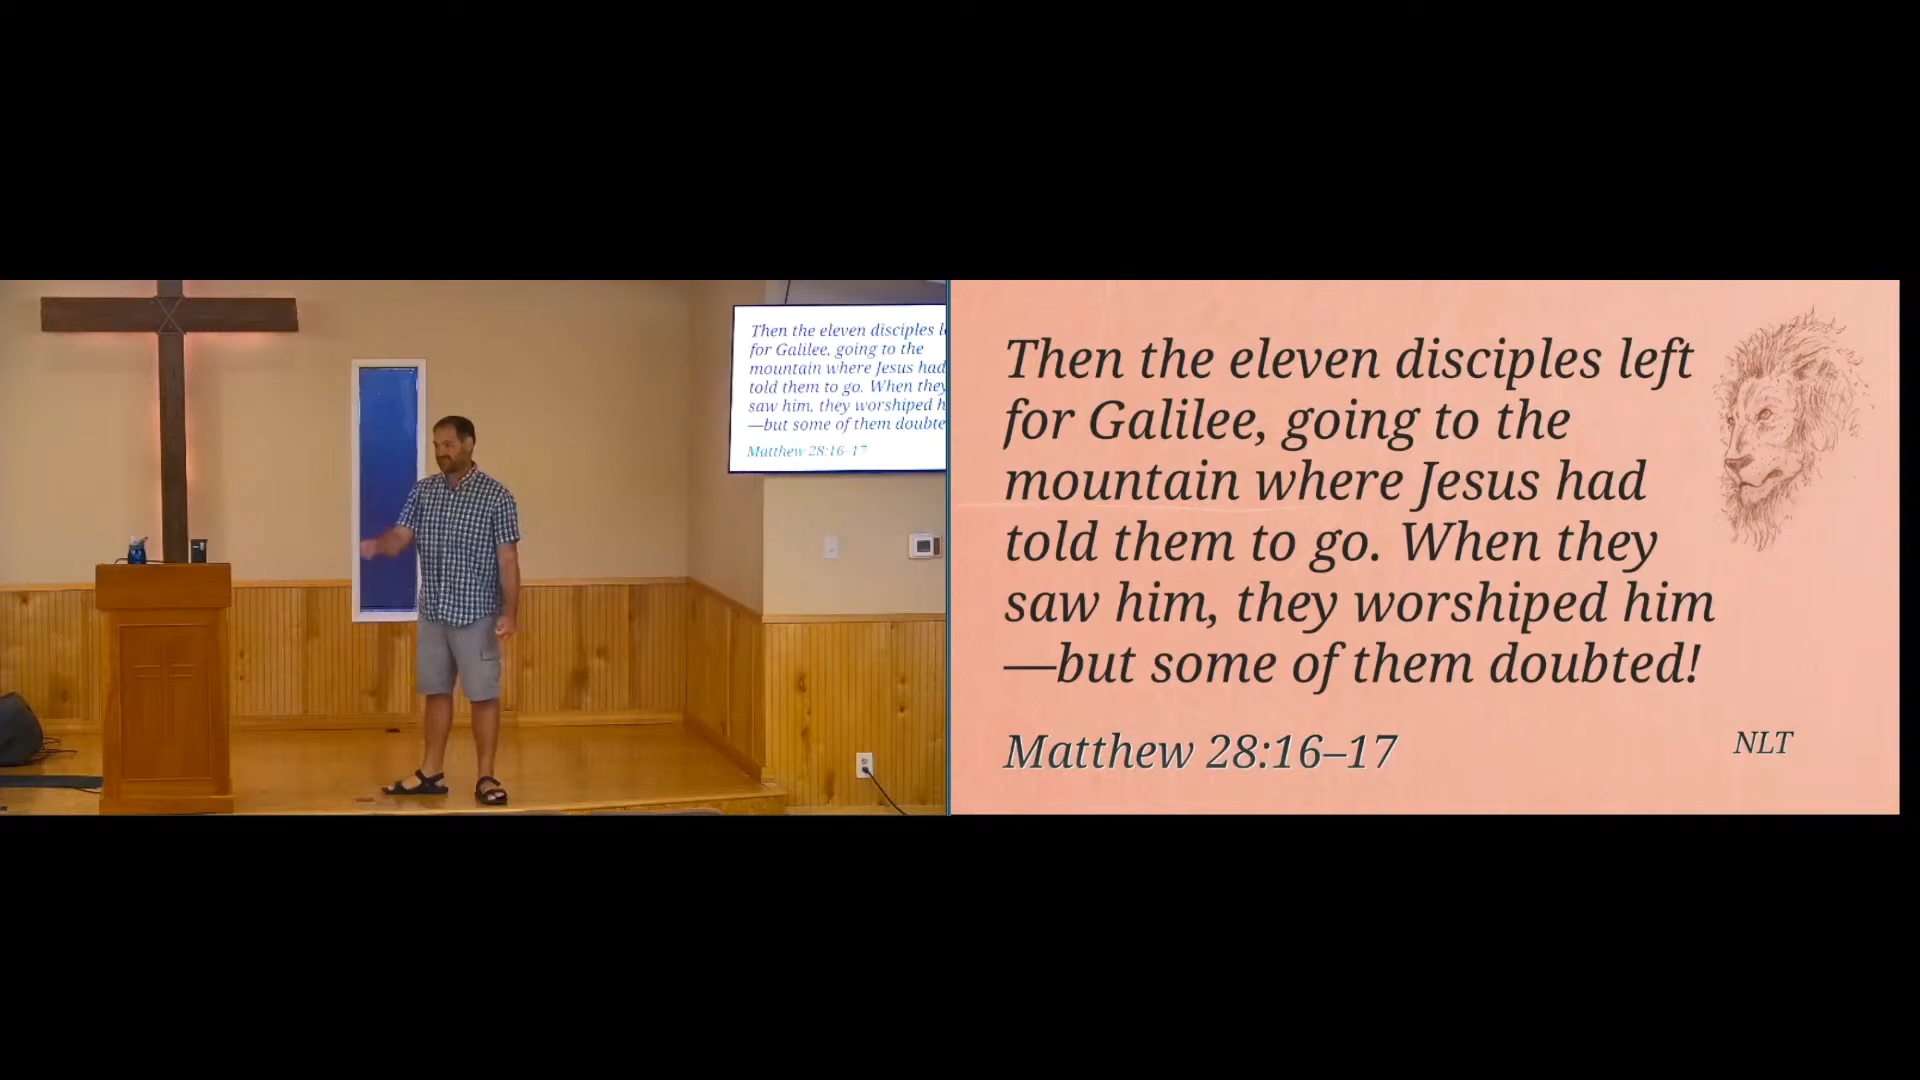 Then the eleven disciples l
for Galilee, going to the
mountain where Jesus had
told them to go. When they
saw him, they worshiped h
—but some of them doubte
Matthew 28:16–17
Then the eleven disciples left
for Galilee, going to the
mountain where Jesus had
told them to go. When they
saw him, they worshiped him
—but some of them doubted!
Matthew 28:16–17
NLT